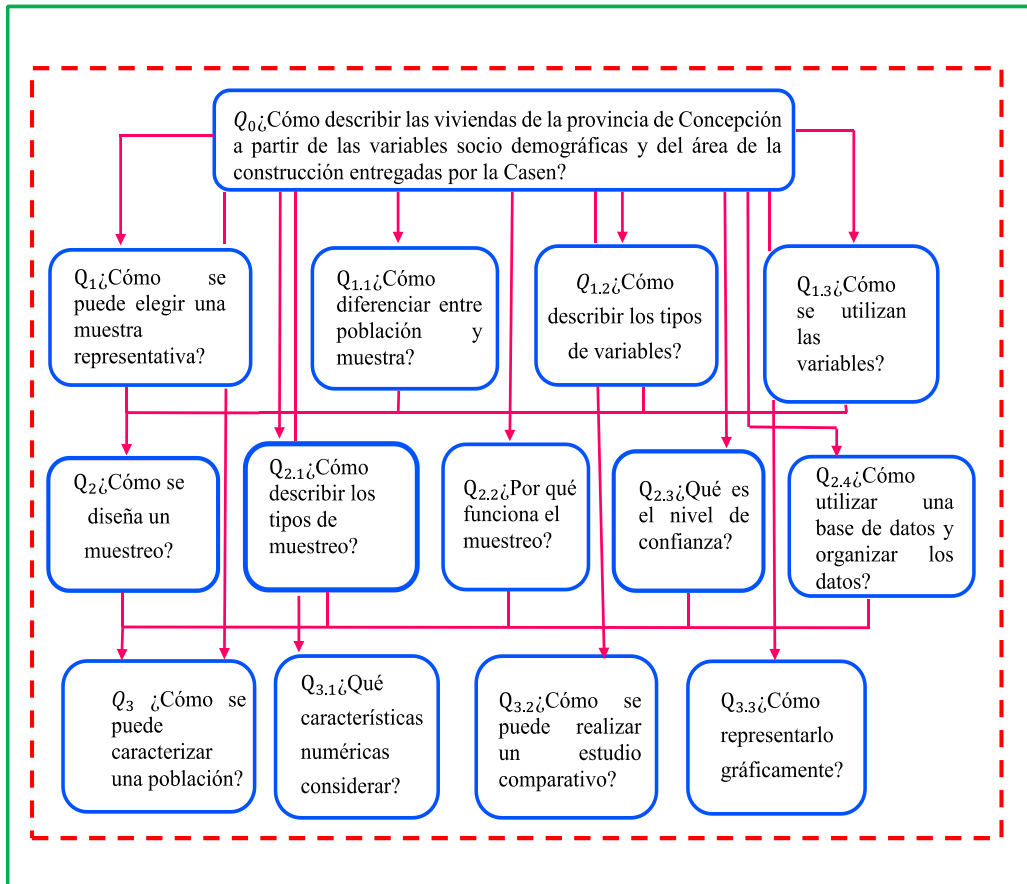 Q0¿Cómo describir las viviendas de la provincia de Concepción
a partir de las variables socio demográficas y del área de la
construcción entregadas por la Casen?
Q1¿Cómo se
puede elegir una
muestra
representativa?
Q1.1¿Cómo
diferenciar entre
población y
muestra?
Q1.2¿Cómo
describir los tipos
de variables?
Q1.3¿Cómo
se utilizan
las
variables?
Q2¿Cómo se
diseña un
muestreo?
Q2.1¿Cómo
describir los
tipos de
muestreo?
Q2.2¿Por qué
funciona el
muestreo?
Q2.3¿Qué es
el nivel de
confianza?
Q2.4¿Cómo
utilizar una
base de datos y
organizar los
datos?
Q3 ¿Cómo se
puede
caracterizar
una población?
Q3.1¿Qué
características
numéricas
considerar?
Q3.2¿Cómo se
puede realizar
un estudio
comparativo?
Q3.3¿Cómo
representarlo
gráficamente?